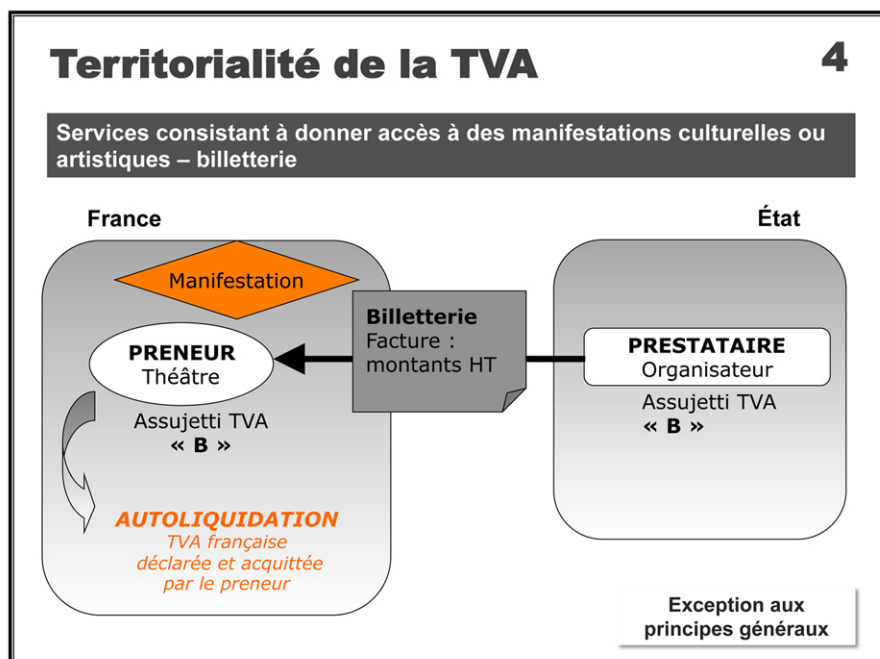 Territorialité de la TVA
4
Services consistant à donner accès à des manifestations culturelles ou
artistiques – billetterie
France
État
Manifestation
PRENEUR
Théâtre
Assujetti TVA
« B »
Billetterie
Facture :
montants HT
PRESTATAIRE
Organisateur
Assujetti TVA
« B »
AUTOLIQUIDATION
TVA française
déclarée et acquittée
par le preneur
Exception aux
principes généraux